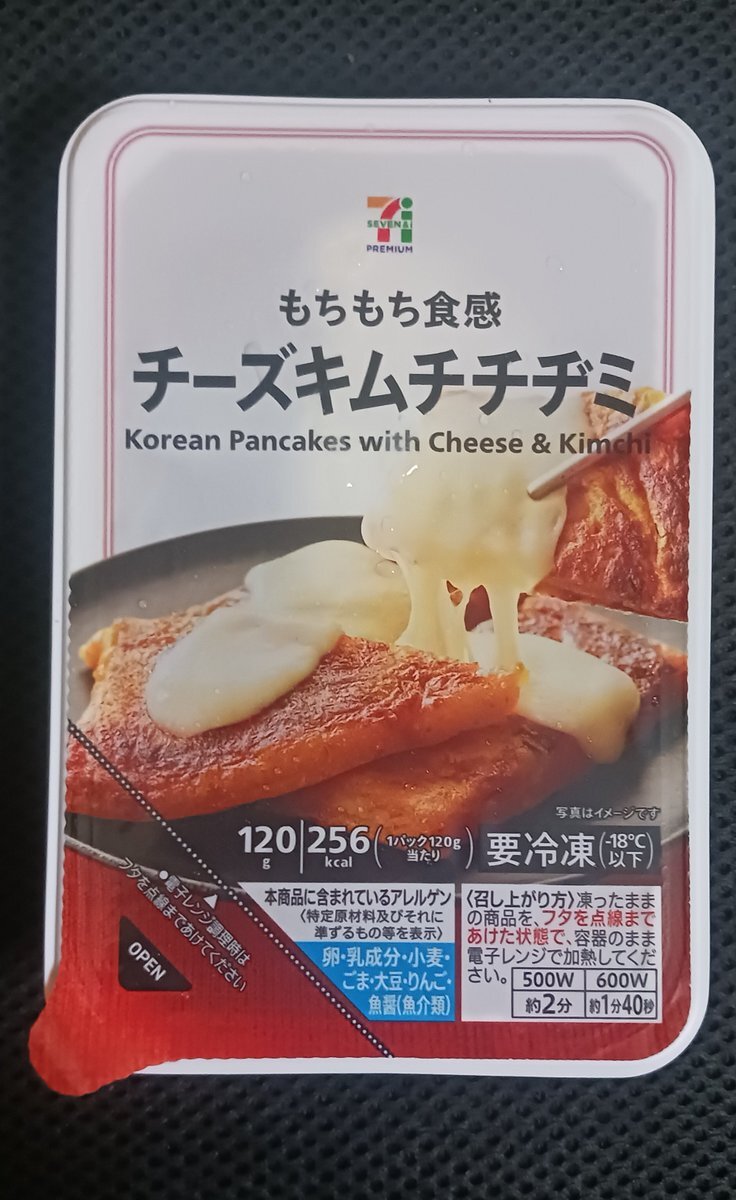 SEVEN&i
PREMIUM
もちもち食感
チーズキムチチヂミ
Korean Pancakes with Cheese & Kimchi
写真はイメージです
120g 256kcal (1パック120g当たり) 要冷凍(-18℃以下)
●電子レンジ調理時は
フタを点線まであけてください
OPEN
本商品に含まれているアレルゲン
〈特定原材料及びそれに
準ずるもの等を表示〉
卵・乳成分・小麦・
ごま・大豆・りんご・
魚醤(魚介類)
〈召し上がり方〉凍ったまま
の商品を、フタを点線まで
あけた状態で、容器のまま
電子レンジで加熱してくだ
さい。
500W 600W
約2分 約1分40秒